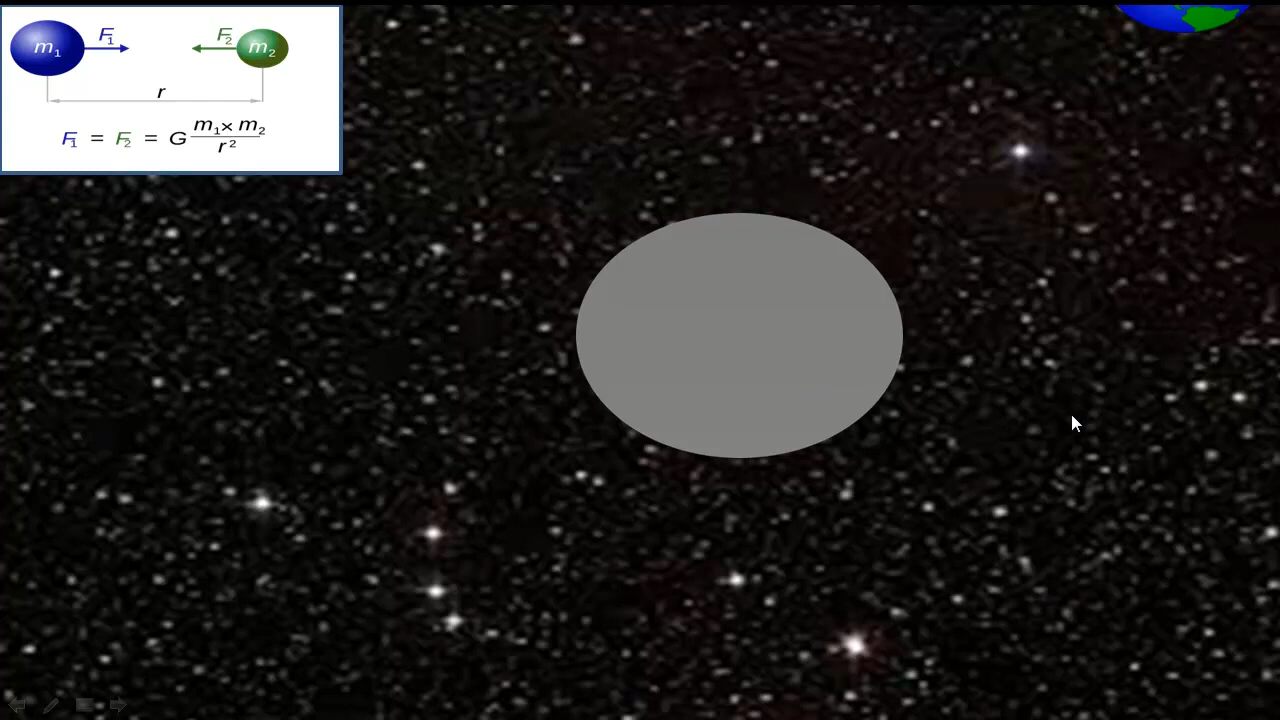 m₁ F₁ F₂ m₂
r
F₁ = F₂ = G m₁× m₂ / r²